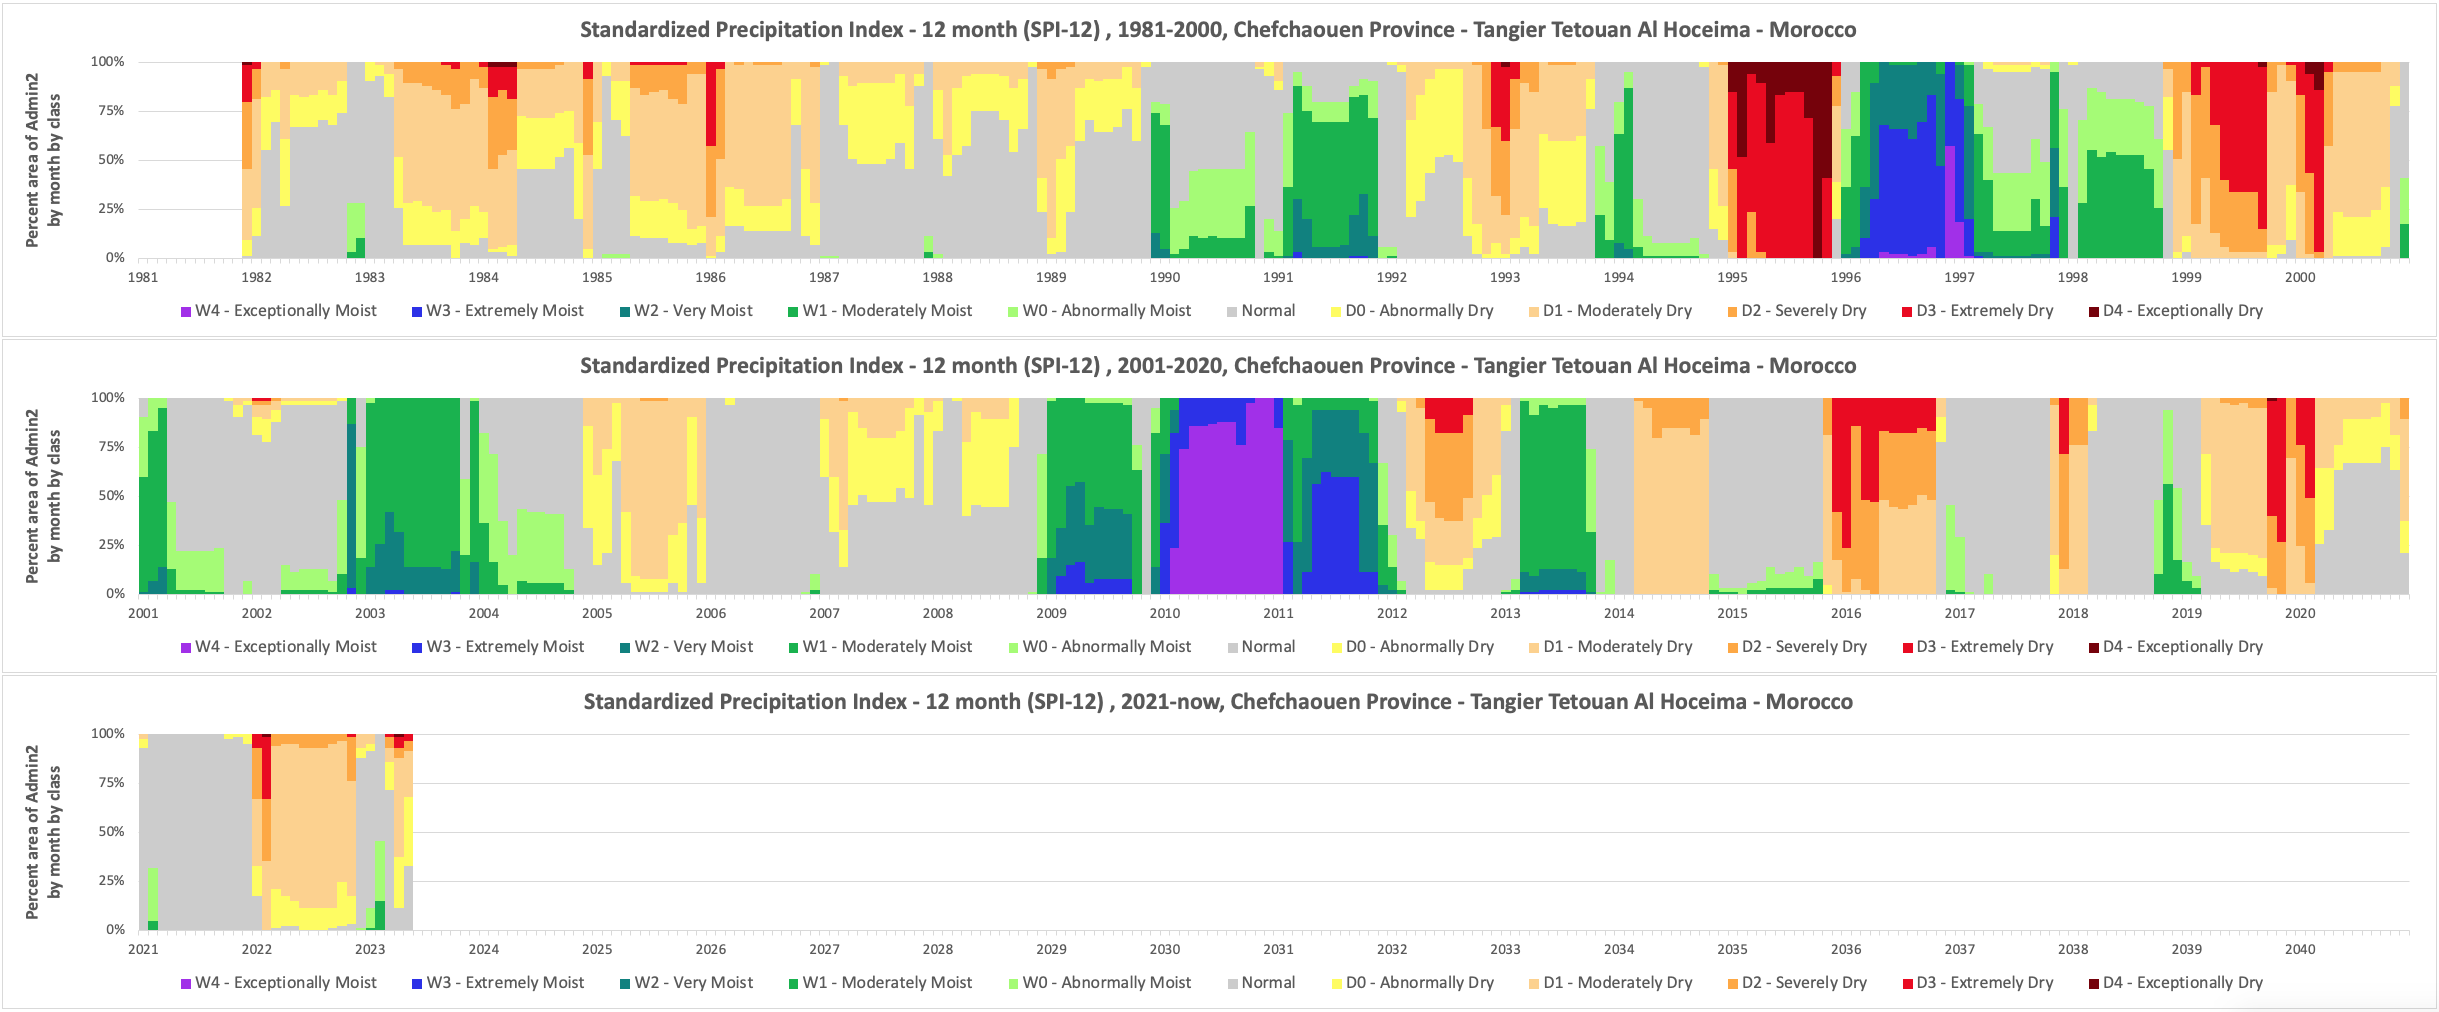 Standardized Precipitation Index - 12 month (SPI-12) , 1981-2000, Chefchaouen Province - Tangier Tetouan Al Hoceima - Morocco
Percent area of Admin2
by month by class
100%
75%
50%
25%
0%
1981 1982 1983 1984 1985 1986 1987 1988 1989 1990 1991 1992 1993 1994 1995 1996 1997 1998 1999 2000
W4 - Exceptionally Moist W3 - Extremely Moist W2 - Very Moist W1 - Moderately Moist W0 - Abnormally Moist Normal D0 - Abnormally Dry D1 - Moderately Dry D2 - Severely Dry D3 - Extremely Dry D4 - Exceptionally Dry
Standardized Precipitation Index - 12 month (SPI-12) , 2001-2020, Chefchaouen Province - Tangier Tetouan Al Hoceima - Morocco
Percent area of Admin2
by month by class
100%
75%
50%
25%
0%
2001 2002 2003 2004 2005 2006 2007 2008 2009 2010 2011 2012 2013 2014 2015 2016 2017 2018 2019 2020
W4 - Exceptionally Moist W3 - Extremely Moist W2 - Very Moist W1 - Moderately Moist W0 - Abnormally Moist Normal D0 - Abnormally Dry D1 - Moderately Dry D2 - Severely Dry D3 - Extremely Dry D4 - Exceptionally Dry
Standardized Precipitation Index - 12 month (SPI-12) , 2021-now, Chefchaouen Province - Tangier Tetouan Al Hoceima - Morocco
Percent area of Admin2
by month by class
100%
75%
50%
25%
0%
2021 2022 2023 2024 2025 2026 2027 2028 2029 2030 2031 2032 2033 2034 2035 2036 2037 2038 2039 2040
W4 - Exceptionally Moist W3 - Extremely Moist W2 - Very Moist W1 - Moderately Moist W0 - Abnormally Moist Normal D0 - Abnormally Dry D1 - Moderately Dry D2 - Severely Dry D3 - Extremely Dry D4 - Exceptionally Dry